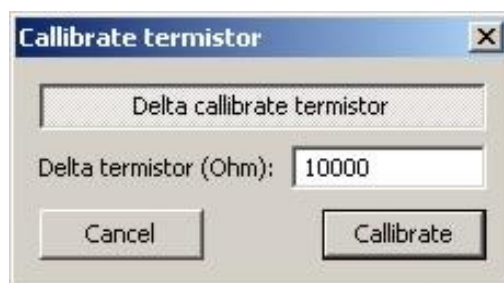 Callibrate termistor
Delta callibrate termistor
Delta termistor (Ohm): 10000
Cancel Callibrate